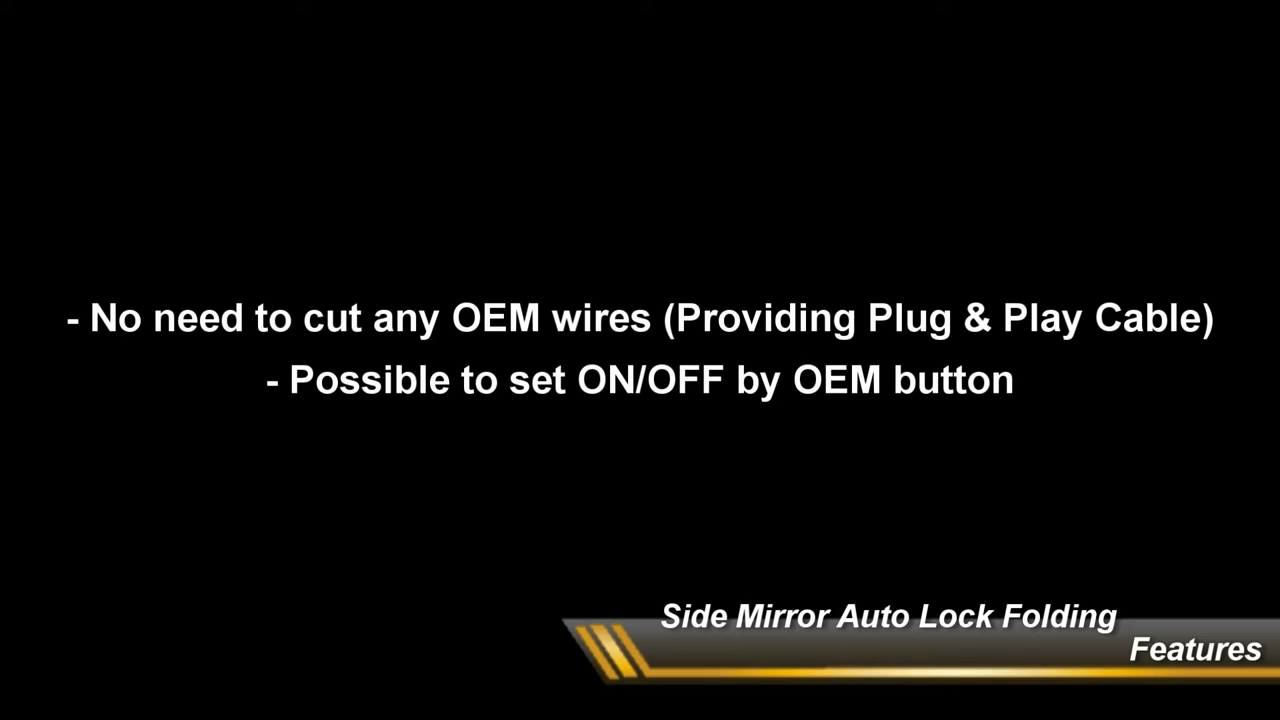 - No need to cut any OEM wires (Providing Plug & Play Cable)
- Possible to set ON/OFF by OEM button
Side Mirror Auto Lock Folding
Features